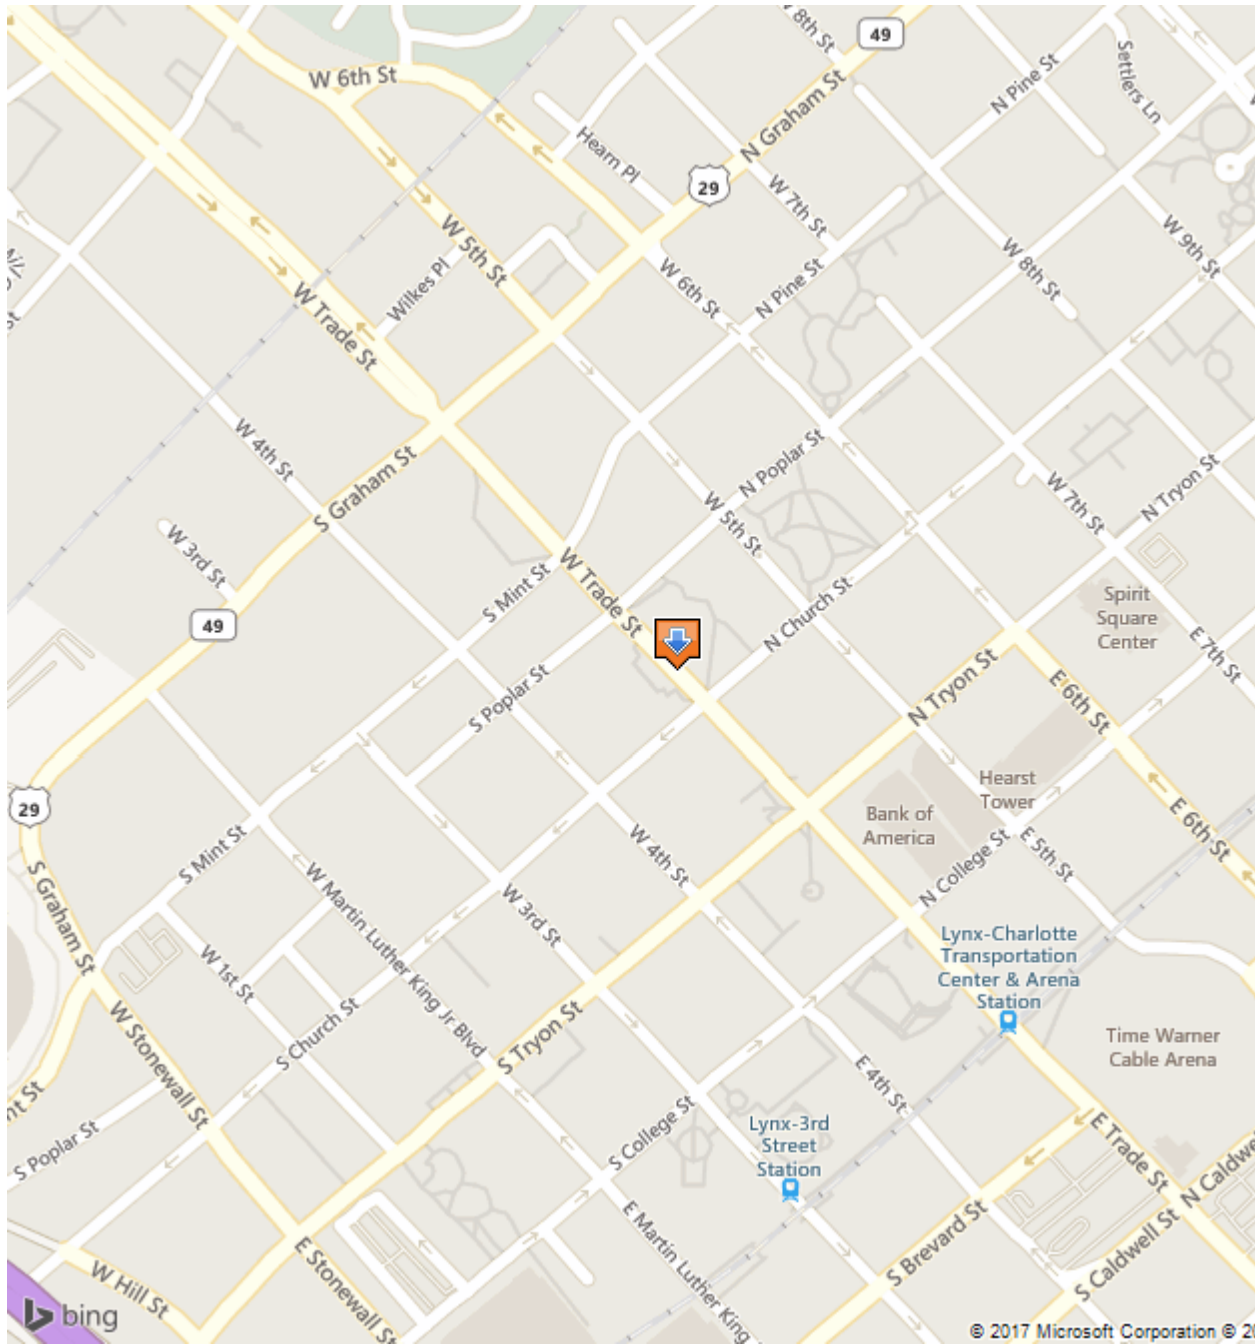 W 8th St
49
Settlers Ln
N Pine St
W 6th St
N Graham St
Hearn Pl
29
W 7th St
W 9th St
W 5th St
W 8th St
Wilkes Pl
W 6th St
N Pine St
W Trade St
W 4th St
N Poplar St
S Graham St
N Tryon St
W 7th St
W 5th St
W 3rd St
W Trade St
S Mint St
N Church St
Spirit
Square
Center
49
E 7th St
S Poplar St
N Tryon St
E 6th St
Hearst
Tower
29
Bank of
America
E 6th St
W 4th St
S Mint St
E 5th St
N College St
S Graham St
W Martin Luther King Jr Blvd
W 3rd St
Lynx-Charlotte
Transportation
Center & Arena
Station
W 1st St
S Church St
S Tryon St
Time Warner
Cable Arena
W Stonewall St
E 4th St
nt St
Lynx-3rd
Street
Station
S College St
E Trade St
S Poplar St
N Caldwe
E Martin Luther King
S Brevard St
S Caldwell St
E Stonewall St
W Hill St
bing
© 2017 Microsoft Corporation © 2